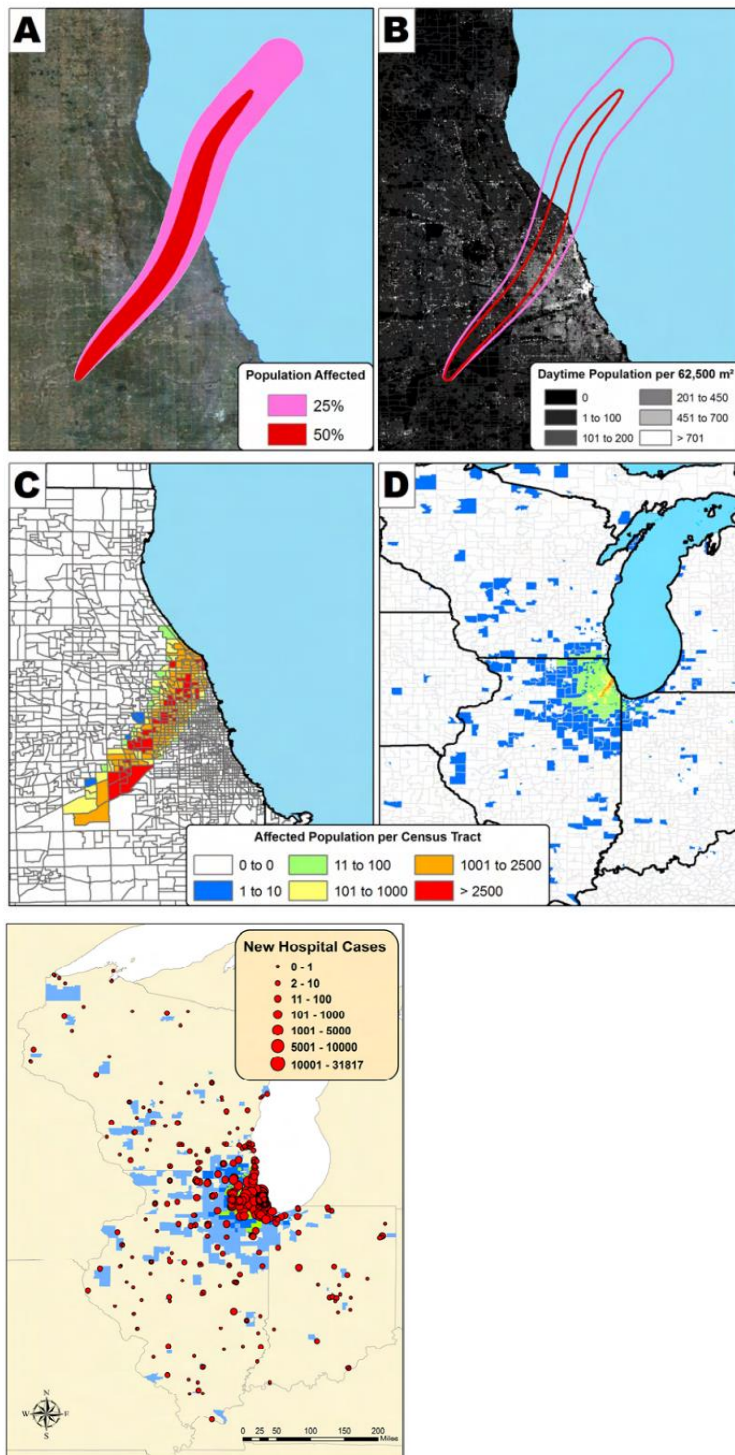 A
Population Affected
25%
50%
B
Daytime Population per 62,500 m²
0
1 to 100
101 to 200
201 to 450
451 to 700
> 701
C
D
Affected Population per Census Tract
0 to 0
1 to 10
11 to 100
101 to 1000
1001 to 2500
> 2500
New Hospital Cases
0 - 1
2 - 10
11 - 100
101 - 1000
1001 - 5000
5001 - 10000
10001 - 31817
N
W E
S
0 25 50 100 150 200
Miles